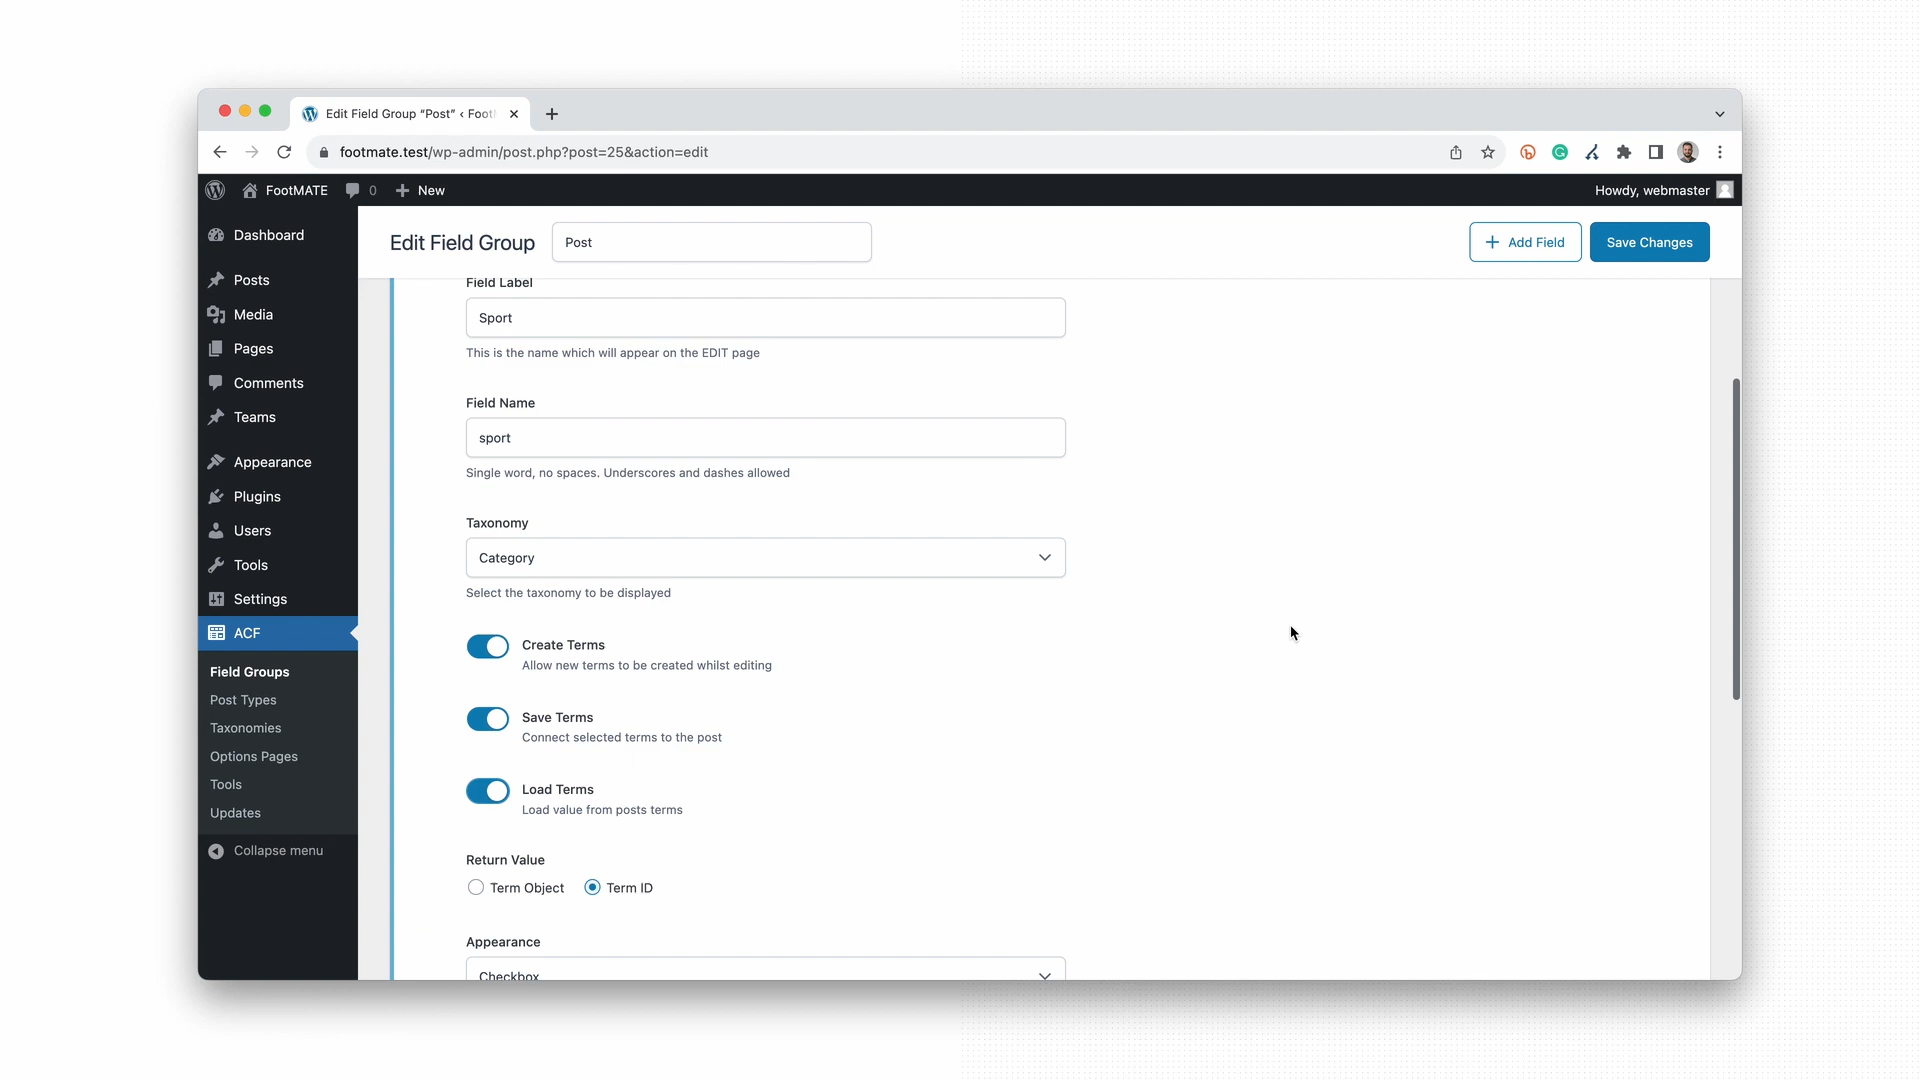 Edit Field Group “Post” ‹ Foot
footmate.test/wp-admin/post.php?post=25&action=edit
FootMATE
0
New
Howdy, webmaster
Dashboard
Posts
Media
Pages
Comments
Teams
Appearance
Plugins
Users
Tools
Settings
ACF
Field Groups
Post Types
Taxonomies
Options Pages
Tools
Updates
Collapse menu
Edit Field Group
Post
Add Field
Save Changes
Field Label
Sport
This is the name which will appear on the EDIT page
Field Name
sport
Single word, no spaces. Underscores and dashes allowed
Taxonomy
Category
Select the taxonomy to be displayed
Create Terms
Allow new terms to be created whilst editing
Save Terms
Connect selected terms to the post
Load Terms
Load value from posts terms
Return Value
Term Object
Term ID
Appearance
Checkbox